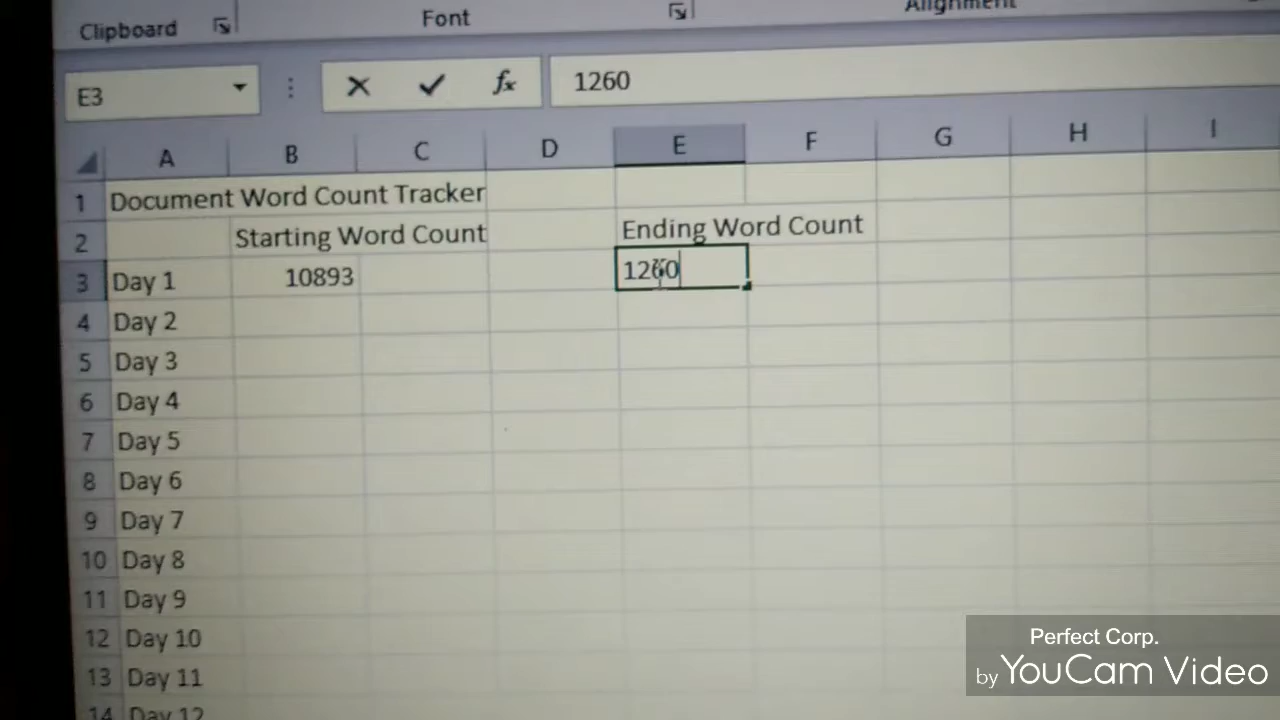 Clipboard Font Alignment
E3 fx 1260
A B C D E F G H I
1 Document Word Count Tracker
2 Starting Word Count Ending Word Count
3 Day 1 10893 1260
4 Day 2
5 Day 3
6 Day 4
7 Day 5
8 Day 6
9 Day 7
10 Day 8
11 Day 9
12 Day 10
13 Day 11
14 Day 12
Perfect Corp.
by YouCam Video